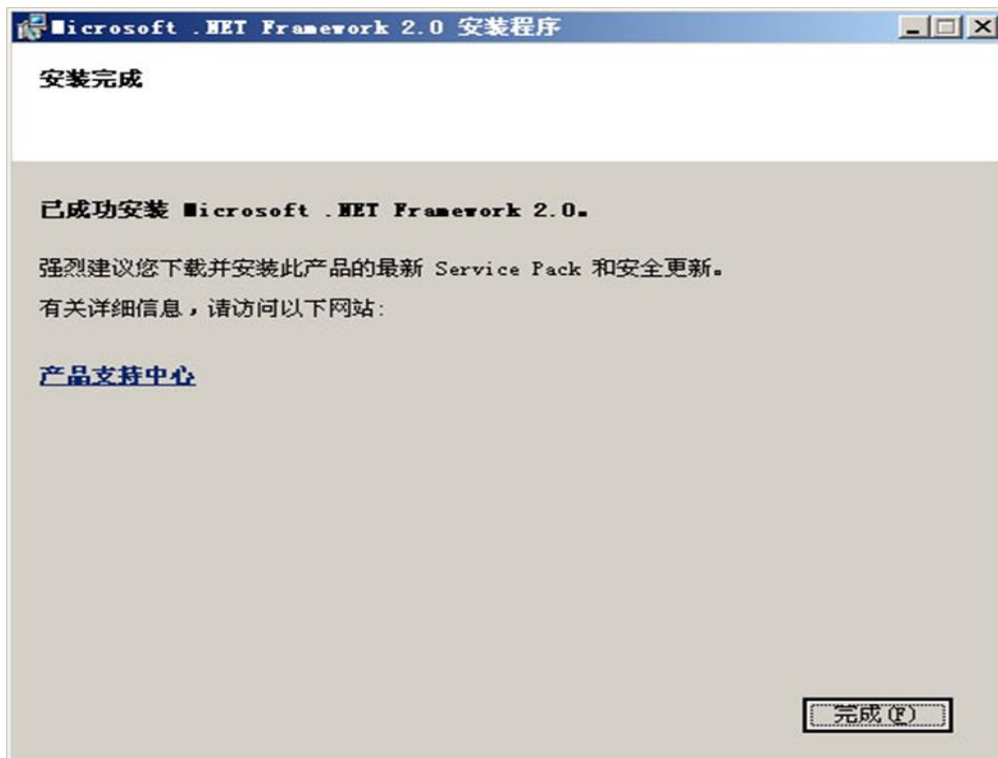 Microsoft .NET Framework 2.0 安装程序
安装完成
已成功安装 Microsoft .NET Framework 2.0。
强烈建议您下载并安装此产品的最新 Service Pack 和安全更新。
有关详细信息，请访问以下网站:
产品支持中心
完成(F)